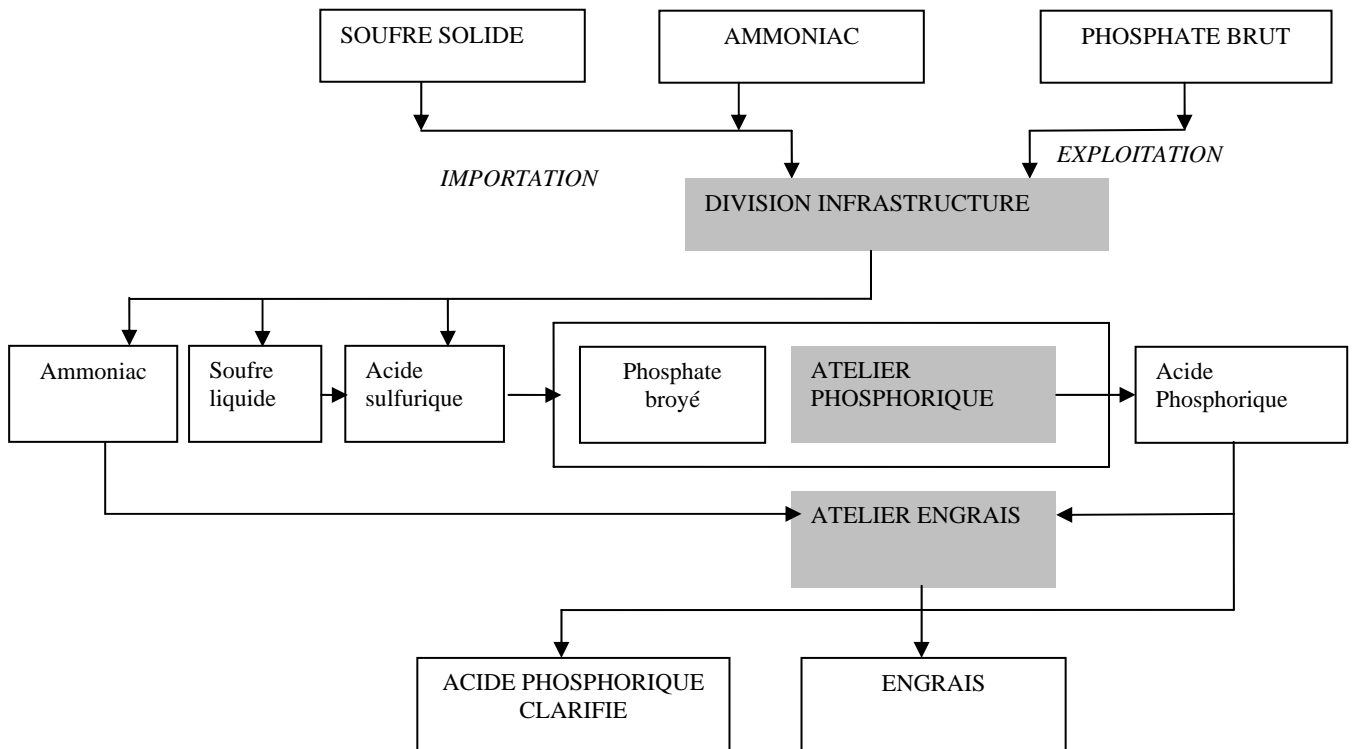 SOUFRE SOLIDE
AMMONIAC
PHOSPHATE BRUT
IMPORTATION
EXPLOITATION
DIVISION INFRASTRUCTURE
Ammoniac
Soufre
liquide
Acide
sulfurique
Phosphate
broyé
ATELIER
PHOSPHORIQUE
Acide
Phosphorique
ATELIER ENGRAIS
ACIDE PHOSPHORIQUE
CLARIFIE
ENGRAIS